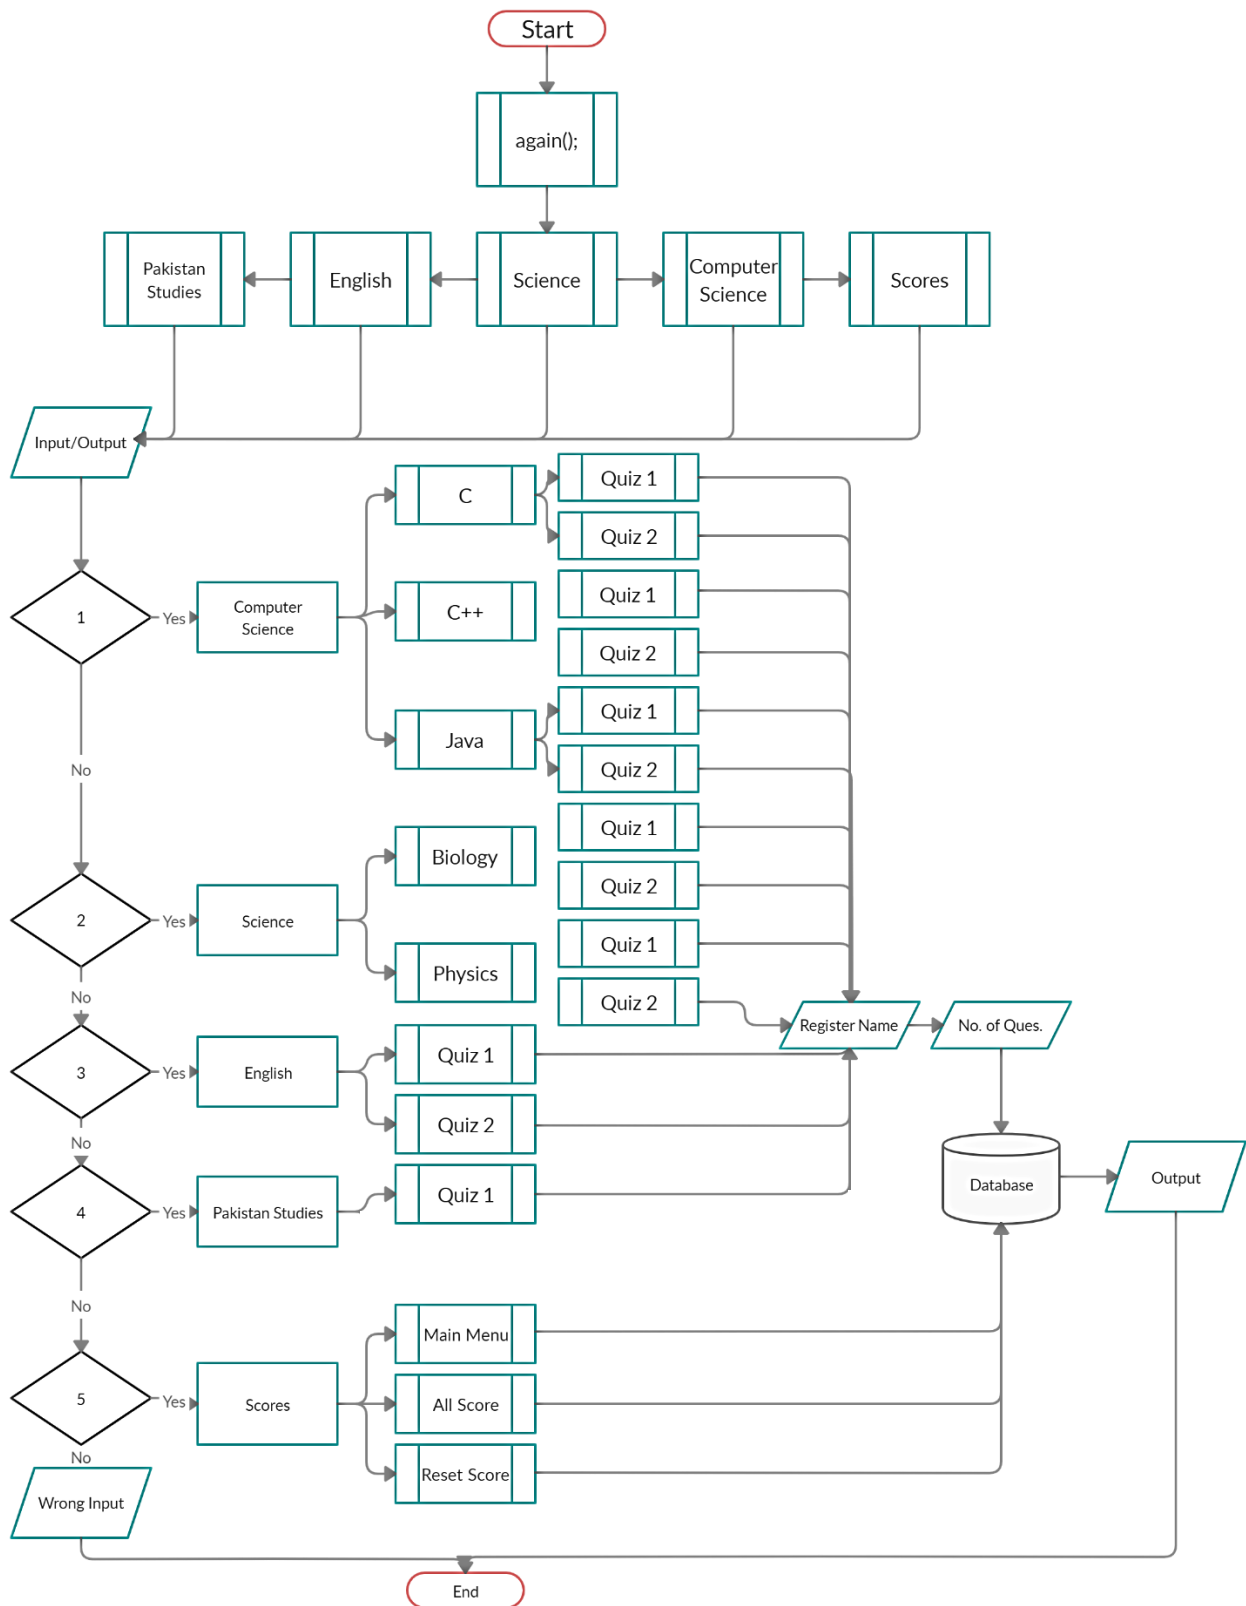 Start
again();
Pakistan
Studies
English
Science
Computer
Science
Scores
Input/Output
C
Quiz 1
Quiz 2
Quiz 1
1
Yes
Computer
Science
C++
Quiz 2
Quiz 1
Java
No
Quiz 2
Quiz 1
Biology
Quiz 2
2
Yes
Science
Quiz 1
Physics
No
Quiz 2
Register Name
No. of Ques.
Quiz 1
3
Yes
English
Quiz 2
No
Database
Output
Quiz 1
4
Yes
Pakistan Studies
No
Main Menu
5
Yes
Scores
All Score
No
Reset Score
Wrong Input
End